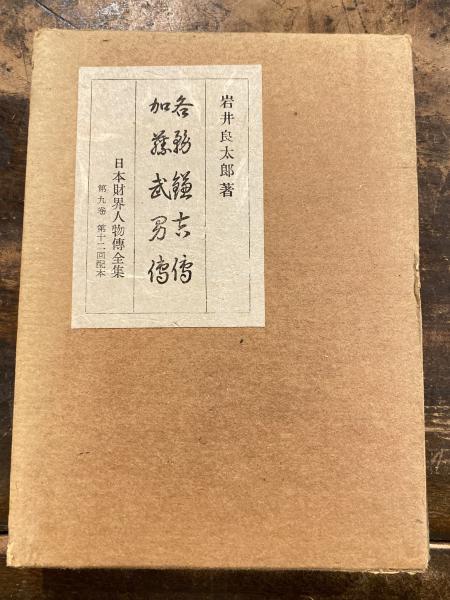 岩井良太郎著
各務鎌吉傳
加藤武男傳
日本財界人物傳全集
第九卷 第十二回配本